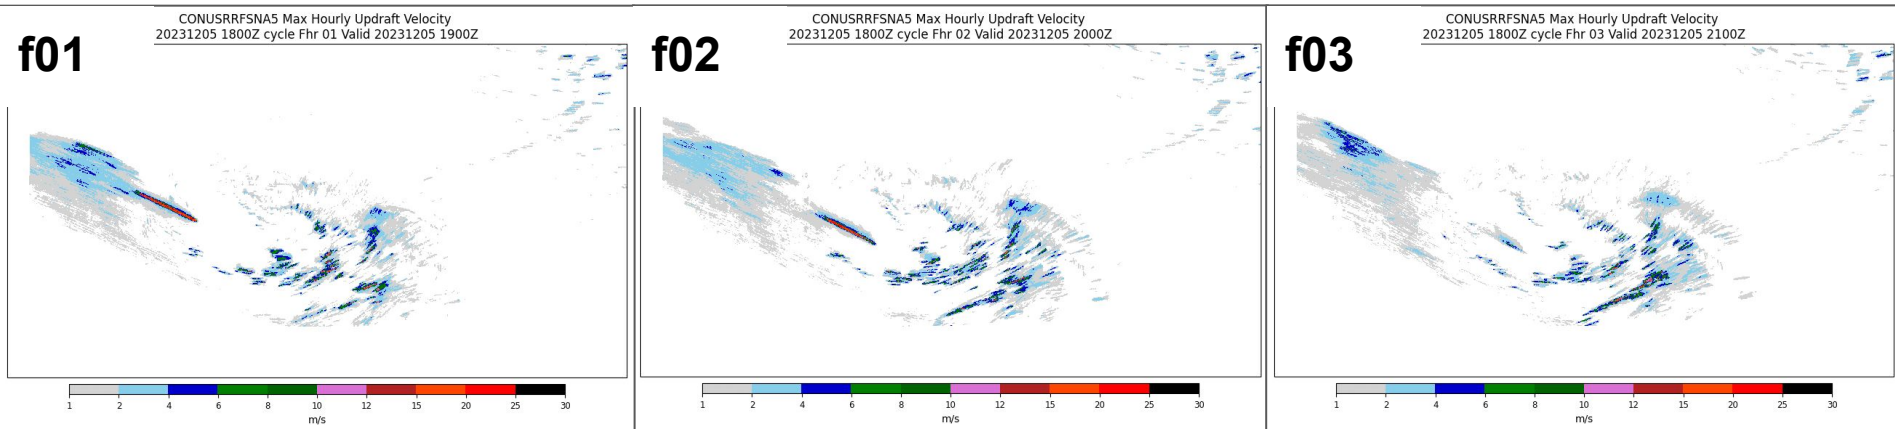 f01
CONUSRRFSNA5 Max Hourly Updraft Velocity
20231205 1800Z cycle Fhr 01 Valid 20231205 1900Z
1 2 4 6 8 10 12 15 20 25 30
m/s
f02
CONUSRRFSNA5 Max Hourly Updraft Velocity
20231205 1800Z cycle Fhr 02 Valid 20231205 2000Z
1 2 4 6 8 10 12 15 20 25 30
m/s
f03
CONUSRRFSNA5 Max Hourly Updraft Velocity
20231205 1800Z cycle Fhr 03 Valid 20231205 2100Z
1 2 4 6 8 10 12 15 20 25 30
m/s